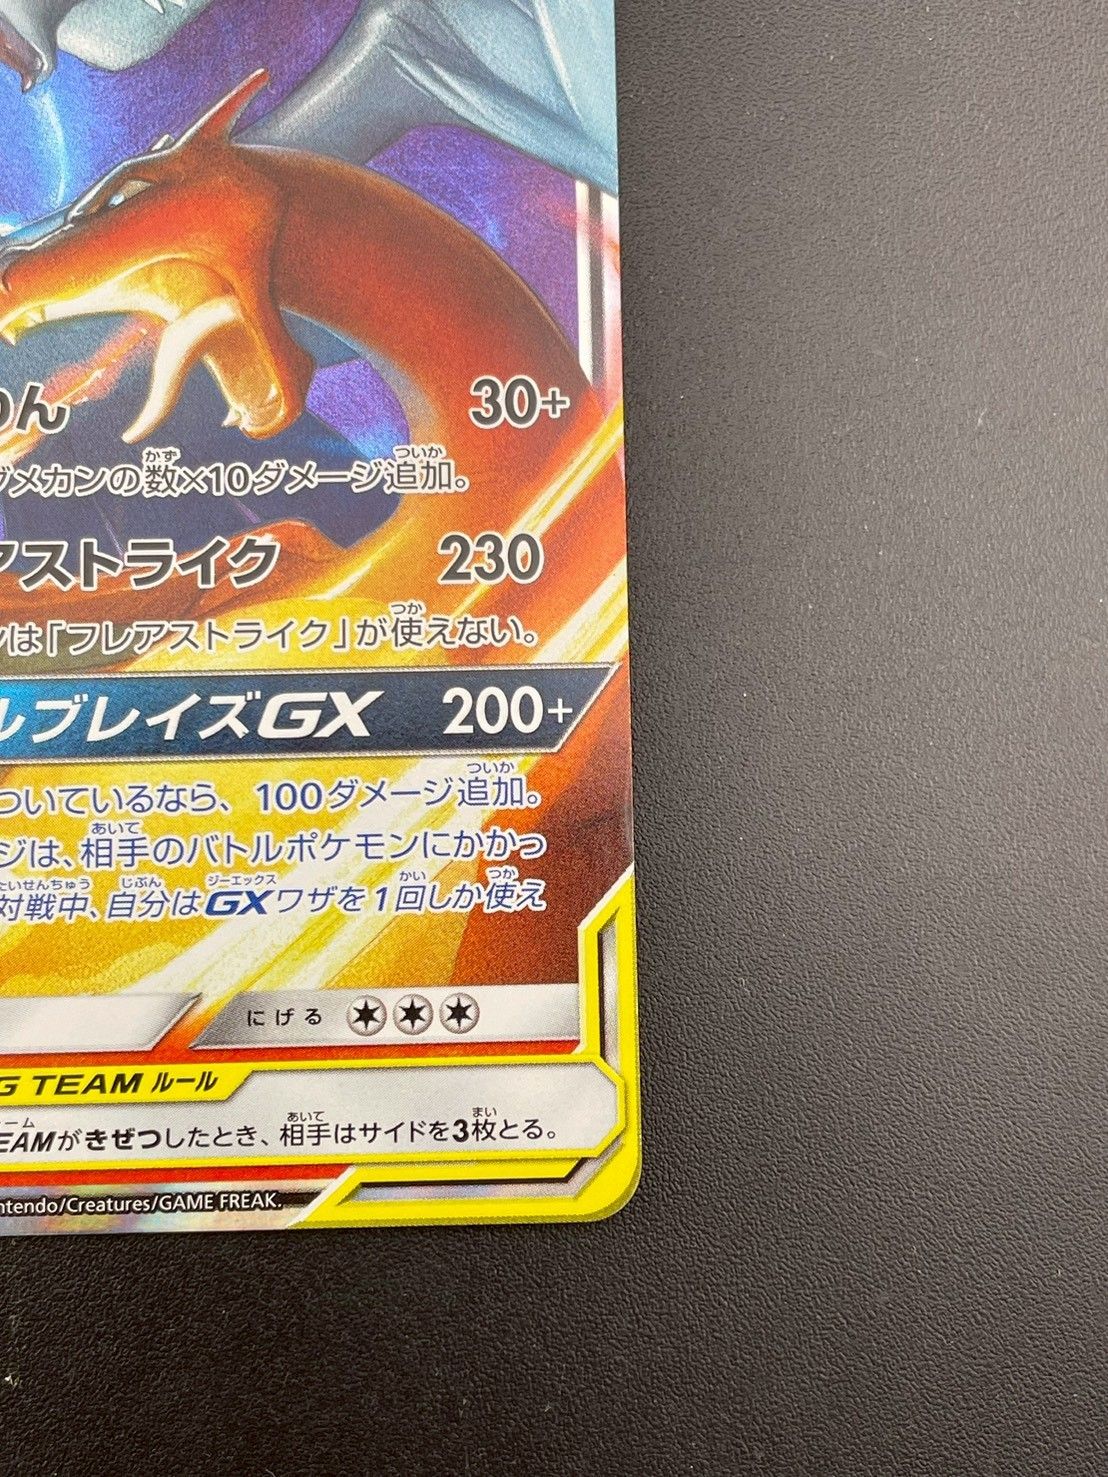 わん 30+
ダメカンの数×10ダメージ追加。
アストライク 230
ンは「フレアストライク」が使えない。
ルブレイズGX 200+
ついているなら、100ダメージ追加。
ジは、相手のバトルポケモンにかかっ
対戦中、自分はGXワザを1回しか使え
にげる
G TEAM ルール
EAMがきぜつしたとき、相手はサイドを3枚とる。
ntendo/Creatures/GAME FREAK.